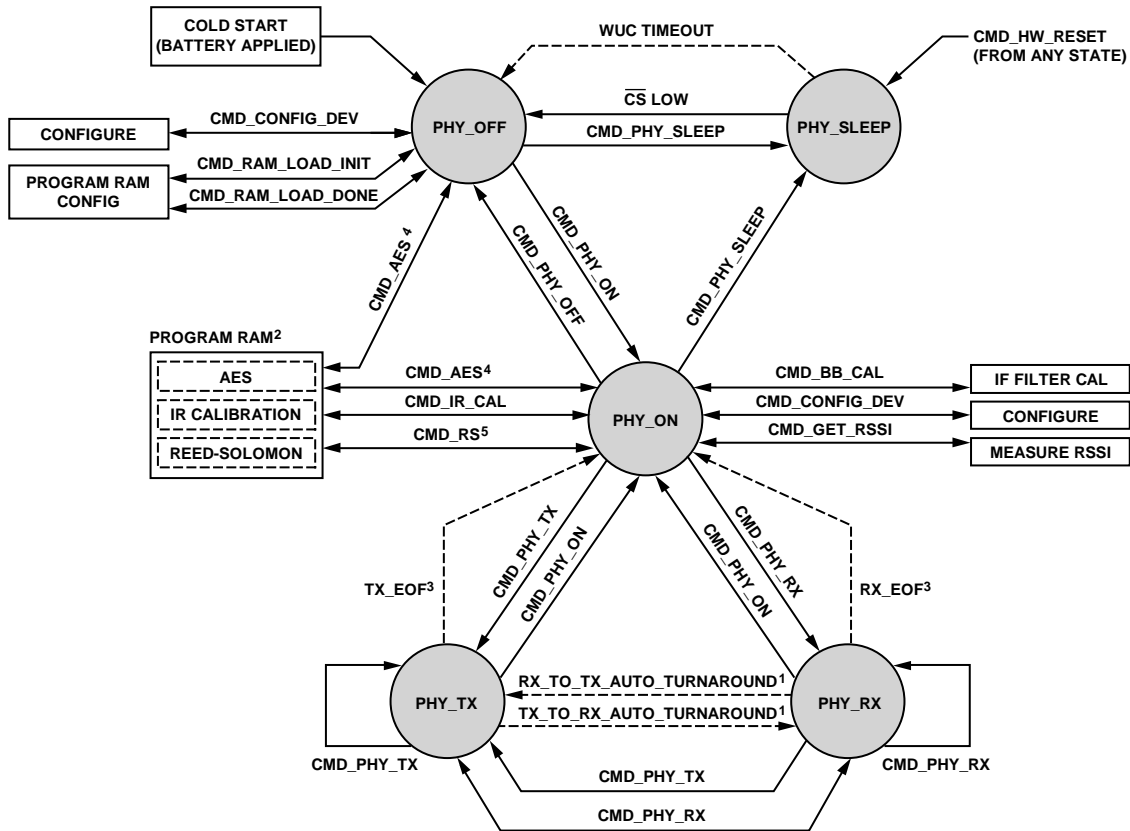 COLD START
(BATTERY APPLIED)
WUC TIMEOUT
CMD_HW_RESET
(FROM ANY STATE)
CS LOW
PHY_OFF
PHY_SLEEP
CMD_PHY_SLEEP
CONFIGURE
CMD_CONFIG_DEV
CMD_RAM_LOAD_INIT
PROGRAM RAM
CONFIG
CMD_RAM_LOAD_DONE
CMD_AES 4
CMD_PHY_OFF
CMD_PHY_ON
CMD_PHY_SLEEP
PROGRAM RAM2
AES
IR CALIBRATION
REED-SOLOMON
CMD_AES4
CMD_IR_CAL
CMD_RS5
PHY_ON
CMD_BB_CAL
CMD_CONFIG_DEV
CMD_GET_RSSI
IF FILTER CAL
CONFIGURE
MEASURE RSSI
TX_EOF3
CMD_PHY_TX
CMD_PHY_ON
CMD_PHY_ON
CMD_PHY_RX
RX_EOF3
PHY_TX
RX_TO_TX_AUTO_TURNAROUND1
TX_TO_RX_AUTO_TURNAROUND1
PHY_RX
CMD_PHY_TX
CMD_PHY_TX
CMD_PHY_RX
CMD_PHY_RX